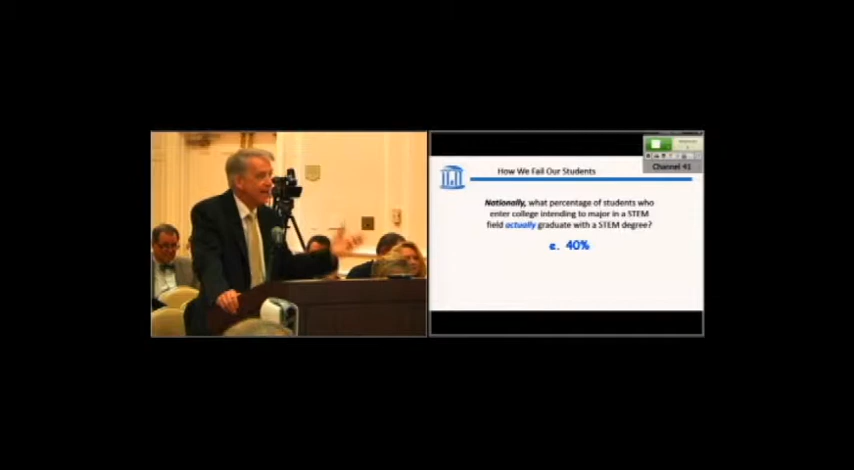 Channel 41
How We Fail Our Students
Nationally, what percentage of students who
enter college intending to major in a STEM
field actually graduate with a STEM degree?
c. 40%